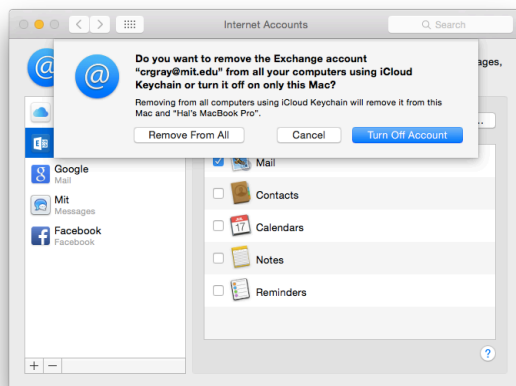 Internet Accounts
Search
Do you want to remove the Exchange account
"crgray@mit.edu" from all your computers using iCloud
Keychain or turn it off on only this Mac?
Removing from all computers using iCloud Keychain will remove it from this
Mac and "Hal's MacBook Pro".
Remove From All
Cancel
Turn Off Account
ages,
...
Google
Mail
Mit
Messages
Facebook
Facebook
Mail
Contacts
JUL
17
Calendars
Notes
Reminders
+ −
?